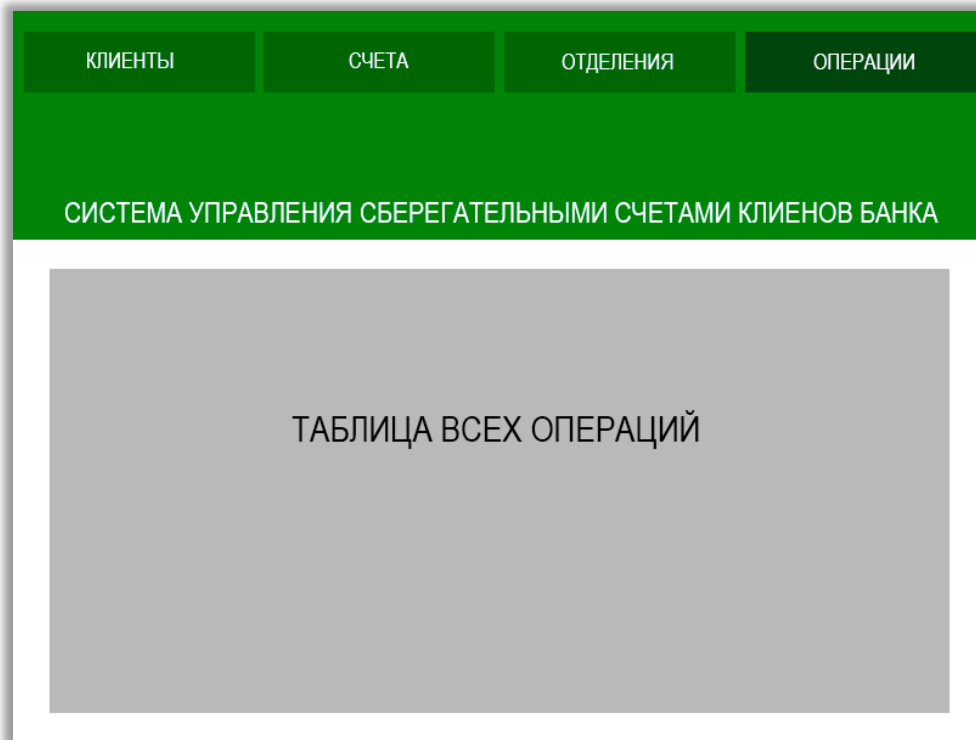 КЛИЕНТЫ СЧЕТА ОТДЕЛЕНИЯ ОПЕРАЦИИ
СИСТЕМА УПРАВЛЕНИЯ СБЕРЕГАТЕЛЬНЫМИ СЧЕТАМИ КЛИЕНОВ БАНКА
ТАБЛИЦА ВСЕХ ОПЕРАЦИЙ